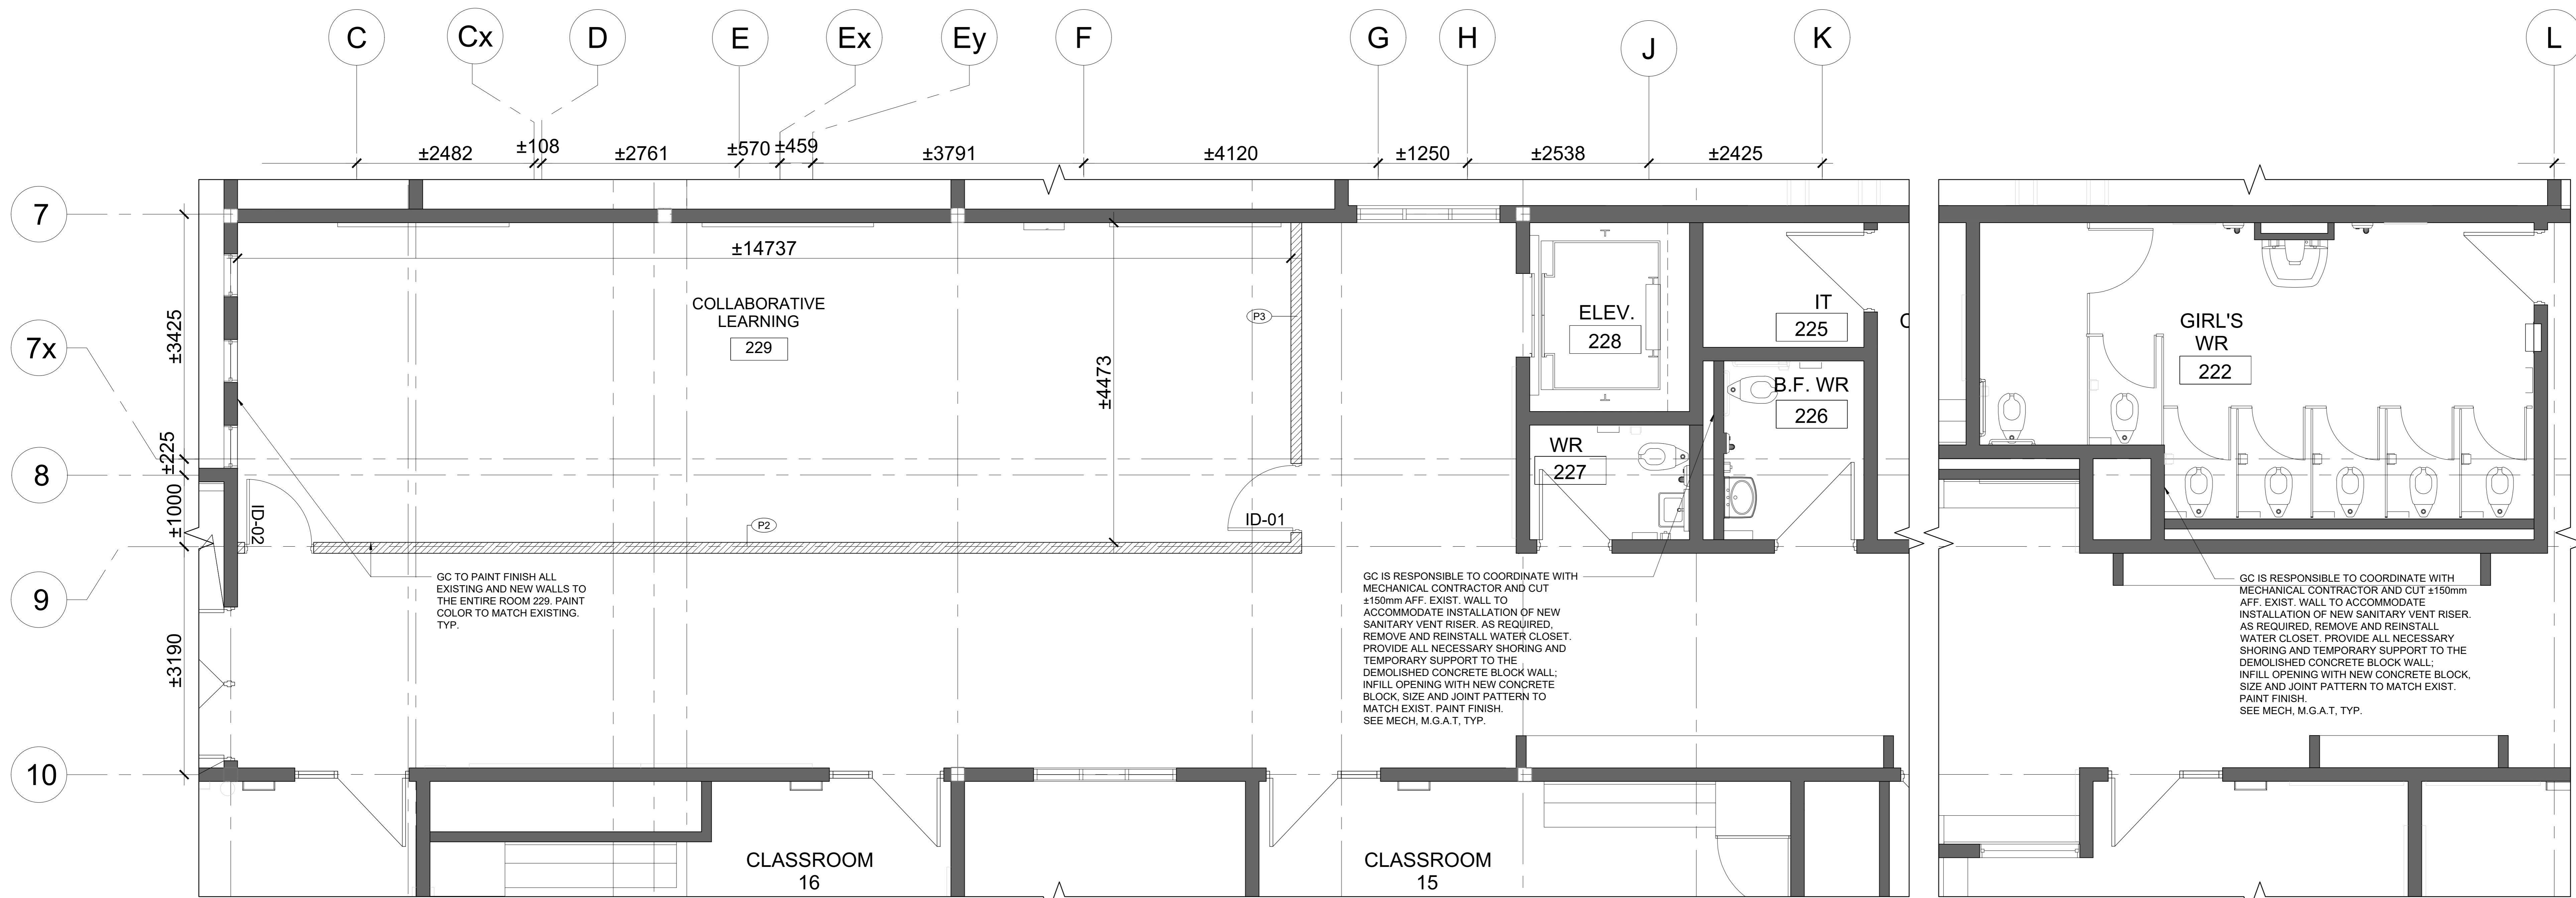 C
Cx
D
E
Ex
Ey
F
G
H
J
K
L
±2482
±108
±2761
±570
±459
±3791
±4120
±1250
±2538
±2425
7
7x
8
9
10
±3425
±225
±1000
±3190
±14737
±4473
COLLABORATIVE
LEARNING
229
P3
P2
ID-01
ID-02
ELEV.
228
IT
225
C
B.F. WR
226
WR
227
GIRL'S
WR
222
GC TO PAINT FINISH ALL
EXISTING AND NEW WALLS TO
THE ENTIRE ROOM 229. PAINT
COLOR TO MATCH EXISTING.
TYP.
GC IS RESPONSIBLE TO COORDINATE WITH
MECHANICAL CONTRACTOR AND CUT
±150mm AFF. EXIST. WALL TO
ACCOMMODATE INSTALLATION OF NEW
SANITARY VENT RISER. AS REQUIRED,
REMOVE AND REINSTALL WATER CLOSET.
PROVIDE ALL NECESSARY SHORING AND
TEMPORARY SUPPORT TO THE
DEMOLISHED CONCRETE BLOCK WALL;
INFILL OPENING WITH NEW CONCRETE
BLOCK, SIZE AND JOINT PATTERN TO
MATCH EXIST. PAINT FINISH.
SEE MECH, M.G.A.T, TYP.
GC IS RESPONSIBLE TO COORDINATE WITH
MECHANICAL CONTRACTOR AND CUT ±150mm
AFF. EXIST. WALL TO ACCOMMODATE
INSTALLATION OF NEW SANITARY VENT RISER.
AS REQUIRED, REMOVE AND REINSTALL
WATER CLOSET. PROVIDE ALL NECESSARY
SHORING AND TEMPORARY SUPPORT TO THE
DEMOLISHED CONCRETE BLOCK WALL;
INFILL OPENING WITH NEW CONCRETE BLOCK,
SIZE AND JOINT PATTERN TO MATCH EXIST.
PAINT FINISH.
SEE MECH, M.G.A.T, TYP.
CLASSROOM
16
CLASSROOM
15